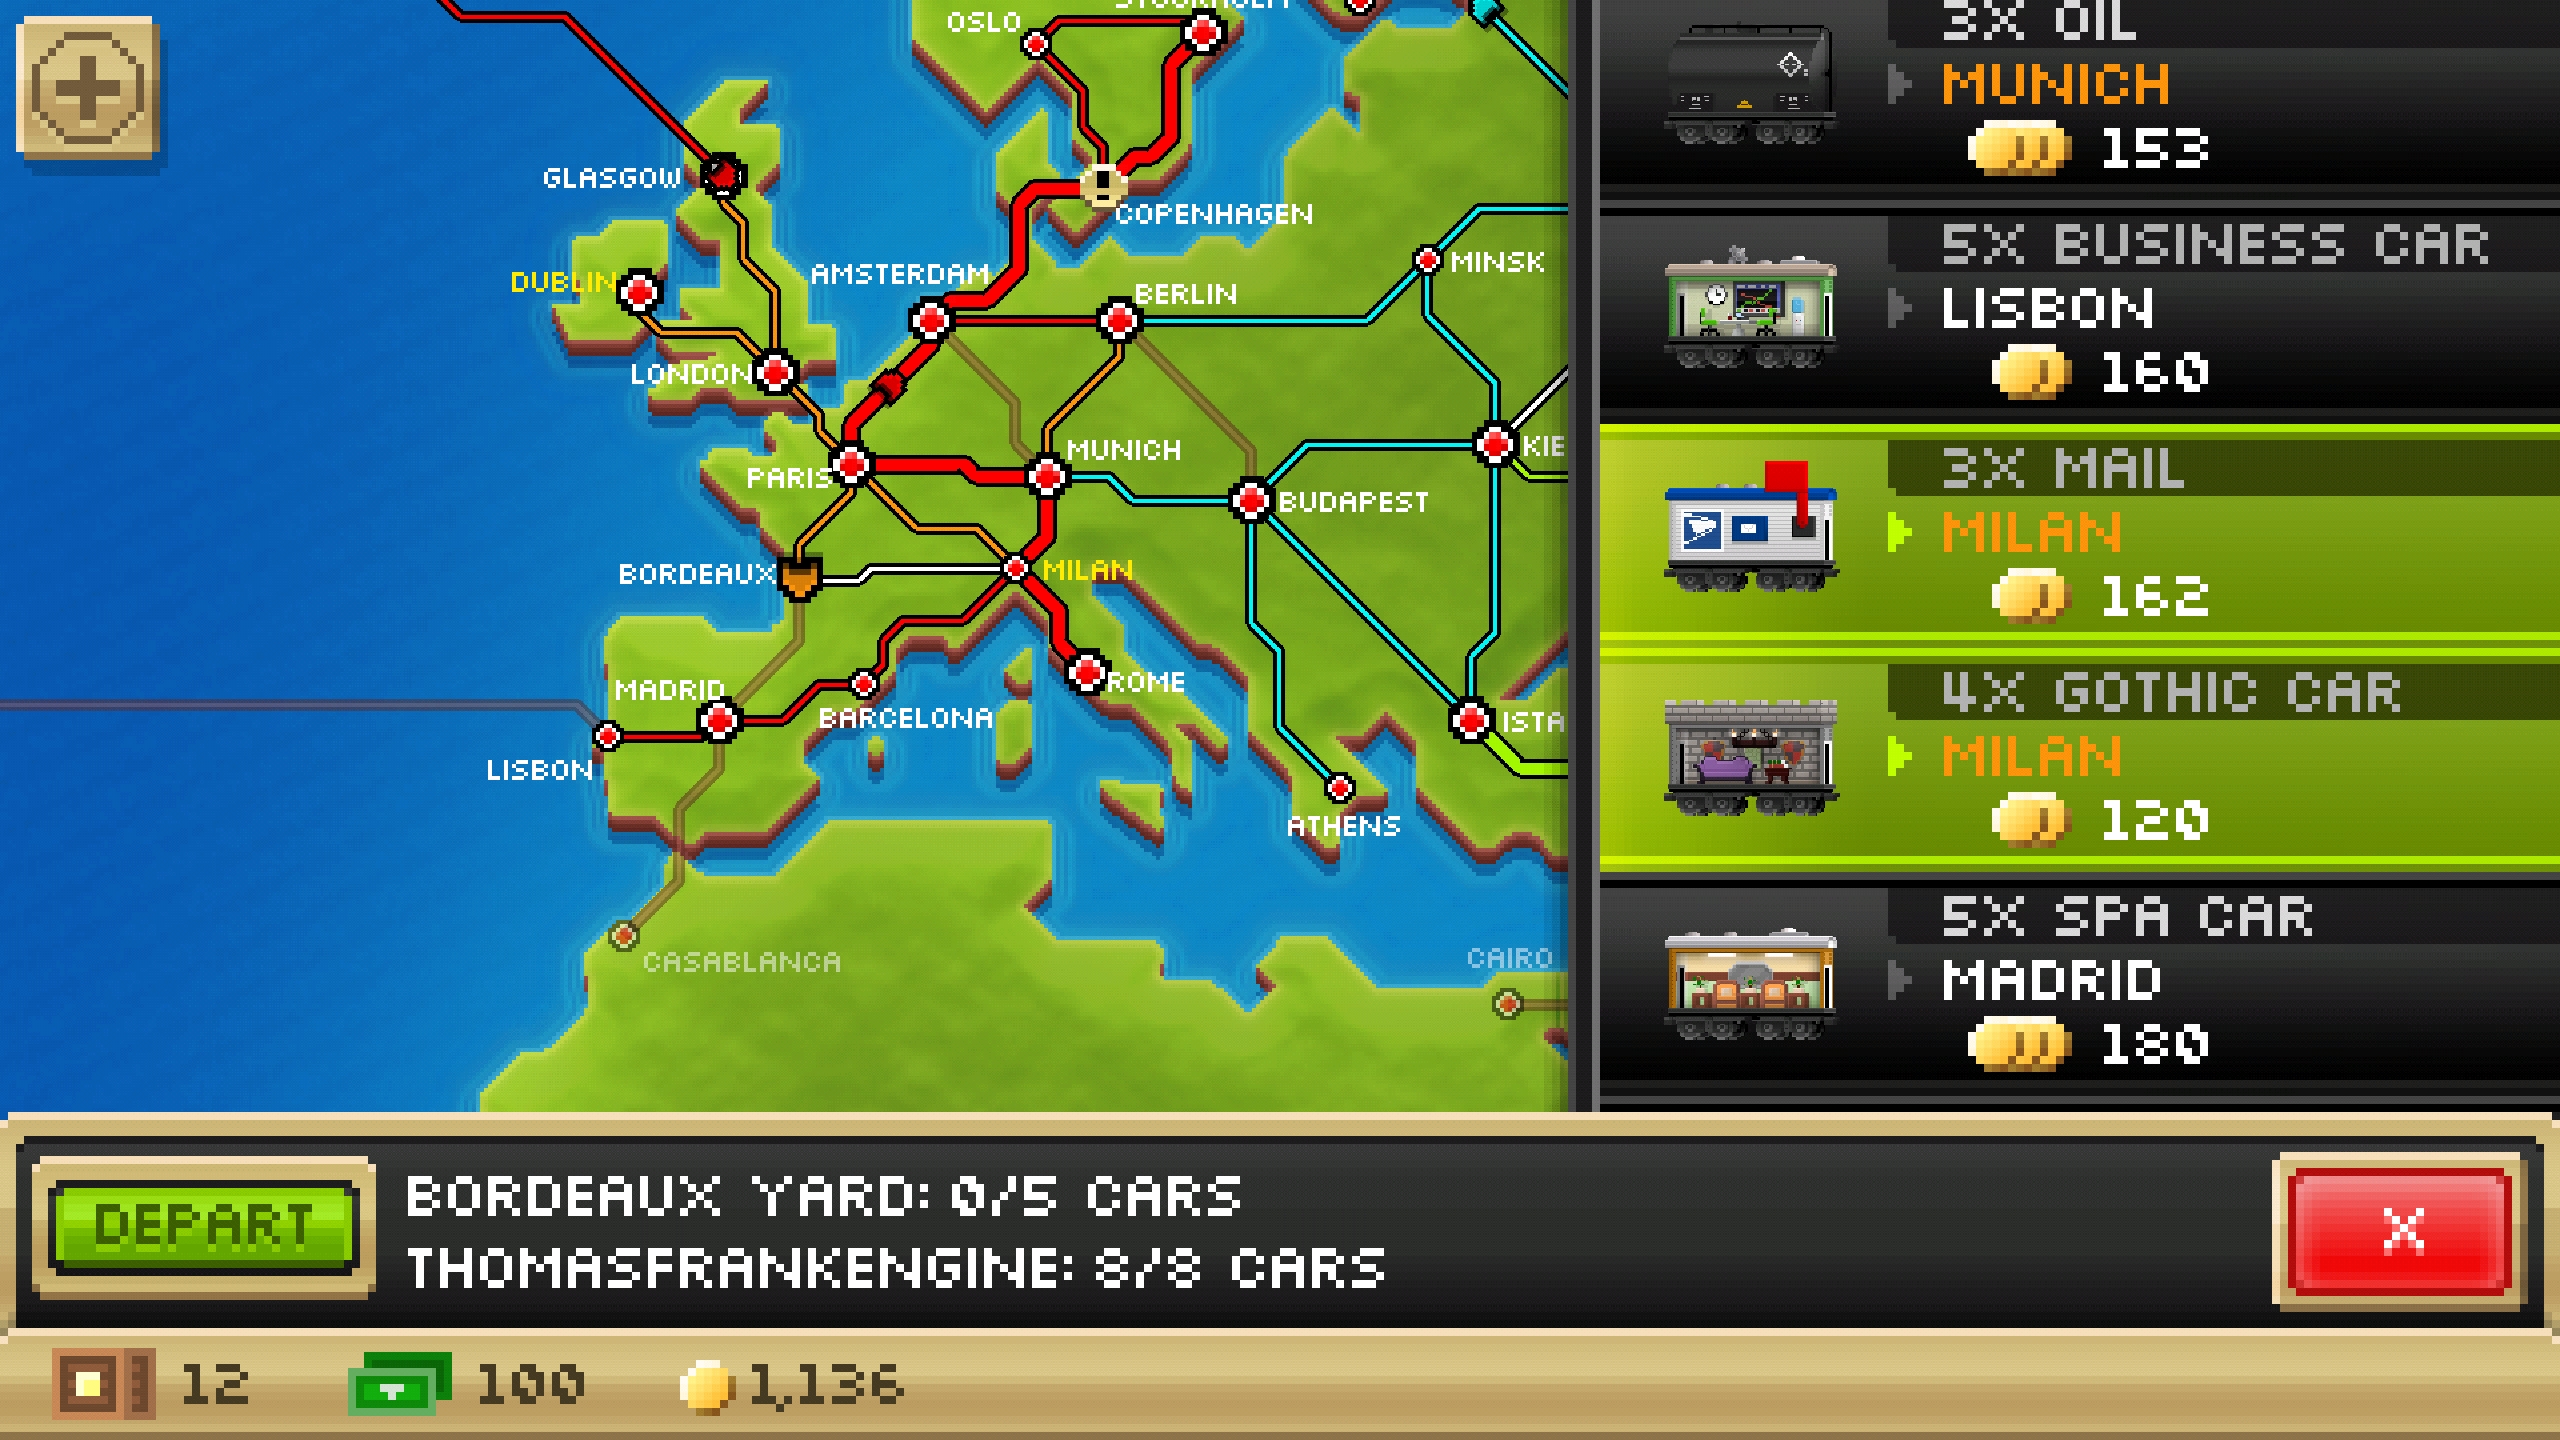 STOCKHOLM
OSLO
GLASGOW
COPENHAGEN
DUBLIN
AMSTERDAM
BERLIN
MINSK
LONDON
PARIS
MUNICH
KIE
BUDAPEST
BORDEAUX
MILAN
MADRID
ROME
BARCELONA
ISTA
LISBON
ATHENS
CASABLANCA
CAIRO
3X OIL
MUNICH
153
5X BUSINESS CAR
LISBON
160
3X MAIL
MILAN
162
4X GOTHIC CAR
MILAN
120
5X SPA CAR
MADRID
180
DEPART
BORDEAUX YARD: 0/5 CARS
THOMASFRANKENGINE: 8/8 CARS
X
12
100
1,136